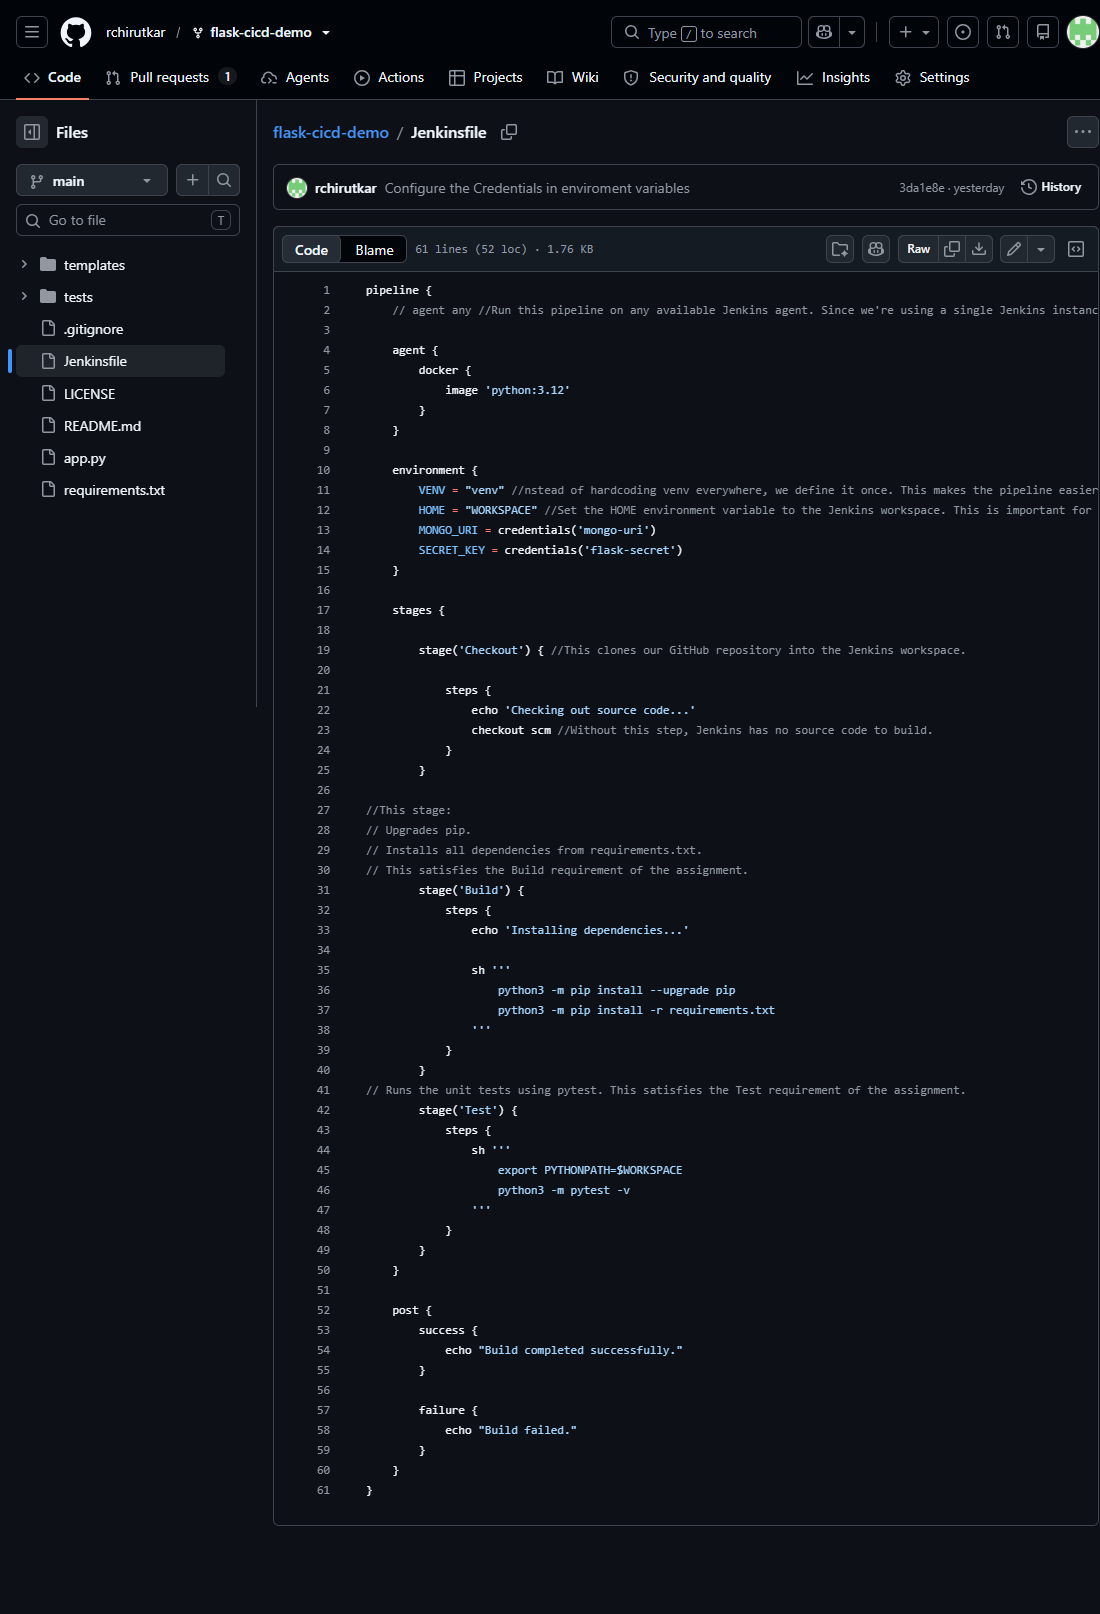 rchirutkar / flask-cicd-demo
Type / to search
Code
Pull requests 1
Agents
Actions
Projects
Wiki
Security and quality
Insights
Settings
Files
main
Go to file
T
templates
tests
.gitignore
Jenkinsfile
LICENSE
README.md
app.py
requirements.txt
flask-cicd-demo / Jenkinsfile
rchirutkar Configure the Credentials in enviroment variables
3da1e8e · yesterday
History
Code
Blame
61 lines (52 loc) · 1.76 KB
Raw
1 pipeline {
2 // agent any //Run this pipeline on any available Jenkins agent. Since we're using a single Jenkins instanc
3
4 agent {
5 docker {
6 image 'python:3.12'
7 }
8 }
9
10 environment {
11 VENV = "venv" //nstead of hardcoding venv everywhere, we define it once. This makes the pipeline easier
12 HOME = "WORKSPACE" //Set the HOME environment variable to the Jenkins workspace. This is important for
13 MONGO_URI = credentials('mongo-uri')
14 SECRET_KEY = credentials('flask-secret')
15 }
16
17 stages {
18
19 stage('Checkout') { //This clones our GitHub repository into the Jenkins workspace.
20
21 steps {
22 echo 'Checking out source code...'
23 checkout scm //Without this step, Jenkins has no source code to build.
24 }
25 }
26
27 //This stage:
28 // Upgrades pip.
29 // Installs all dependencies from requirements.txt.
30 // This satisfies the Build requirement of the assignment.
31 stage('Build') {
32 steps {
33 echo 'Installing dependencies...'
34
35 sh '''
36 python3 -m pip install --upgrade pip
37 python3 -m pip install -r requirements.txt
38 '''
39 }
40 }
41 // Runs the unit tests using pytest. This satisfies the Test requirement of the assignment.
42 stage('Test') {
43 steps {
44 sh '''
45 export PYTHONPATH=$WORKSPACE
46 python3 -m pytest -v
47 '''
48 }
49 }
50 }
51
52 post {
53 success {
54 echo "Build completed successfully."
55 }
56
57 failure {
58 echo "Build failed."
59 }
60 }
61 }